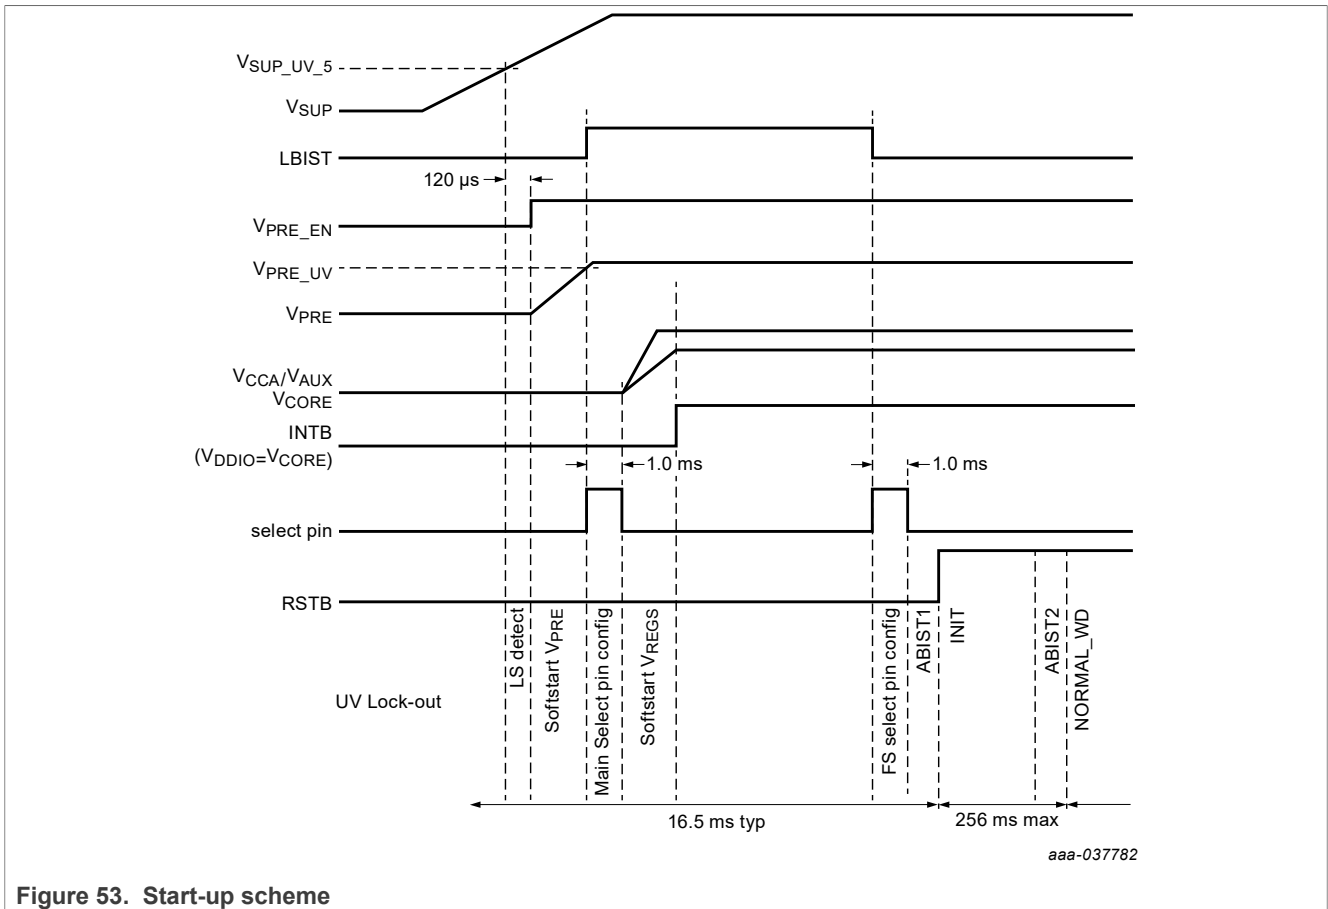 VSUP_UV_5
VSUP
LBIST
120 µs
VPRE_EN
VPRE_UV
VPRE
VCCA/VAUX
VCORE
INTB
(VDDIO=VCORE)
1.0 ms
1.0 ms
select pin
RSTB
UV Lock-out
LS detect
Softstart VPRE
Main Select pin config
Softstart VREGS
FS select pin config
ABIST1
INIT
ABIST2
NORMAL_WD
16.5 ms typ
256 ms max
aaa-037782
Figure 53. Start-up scheme